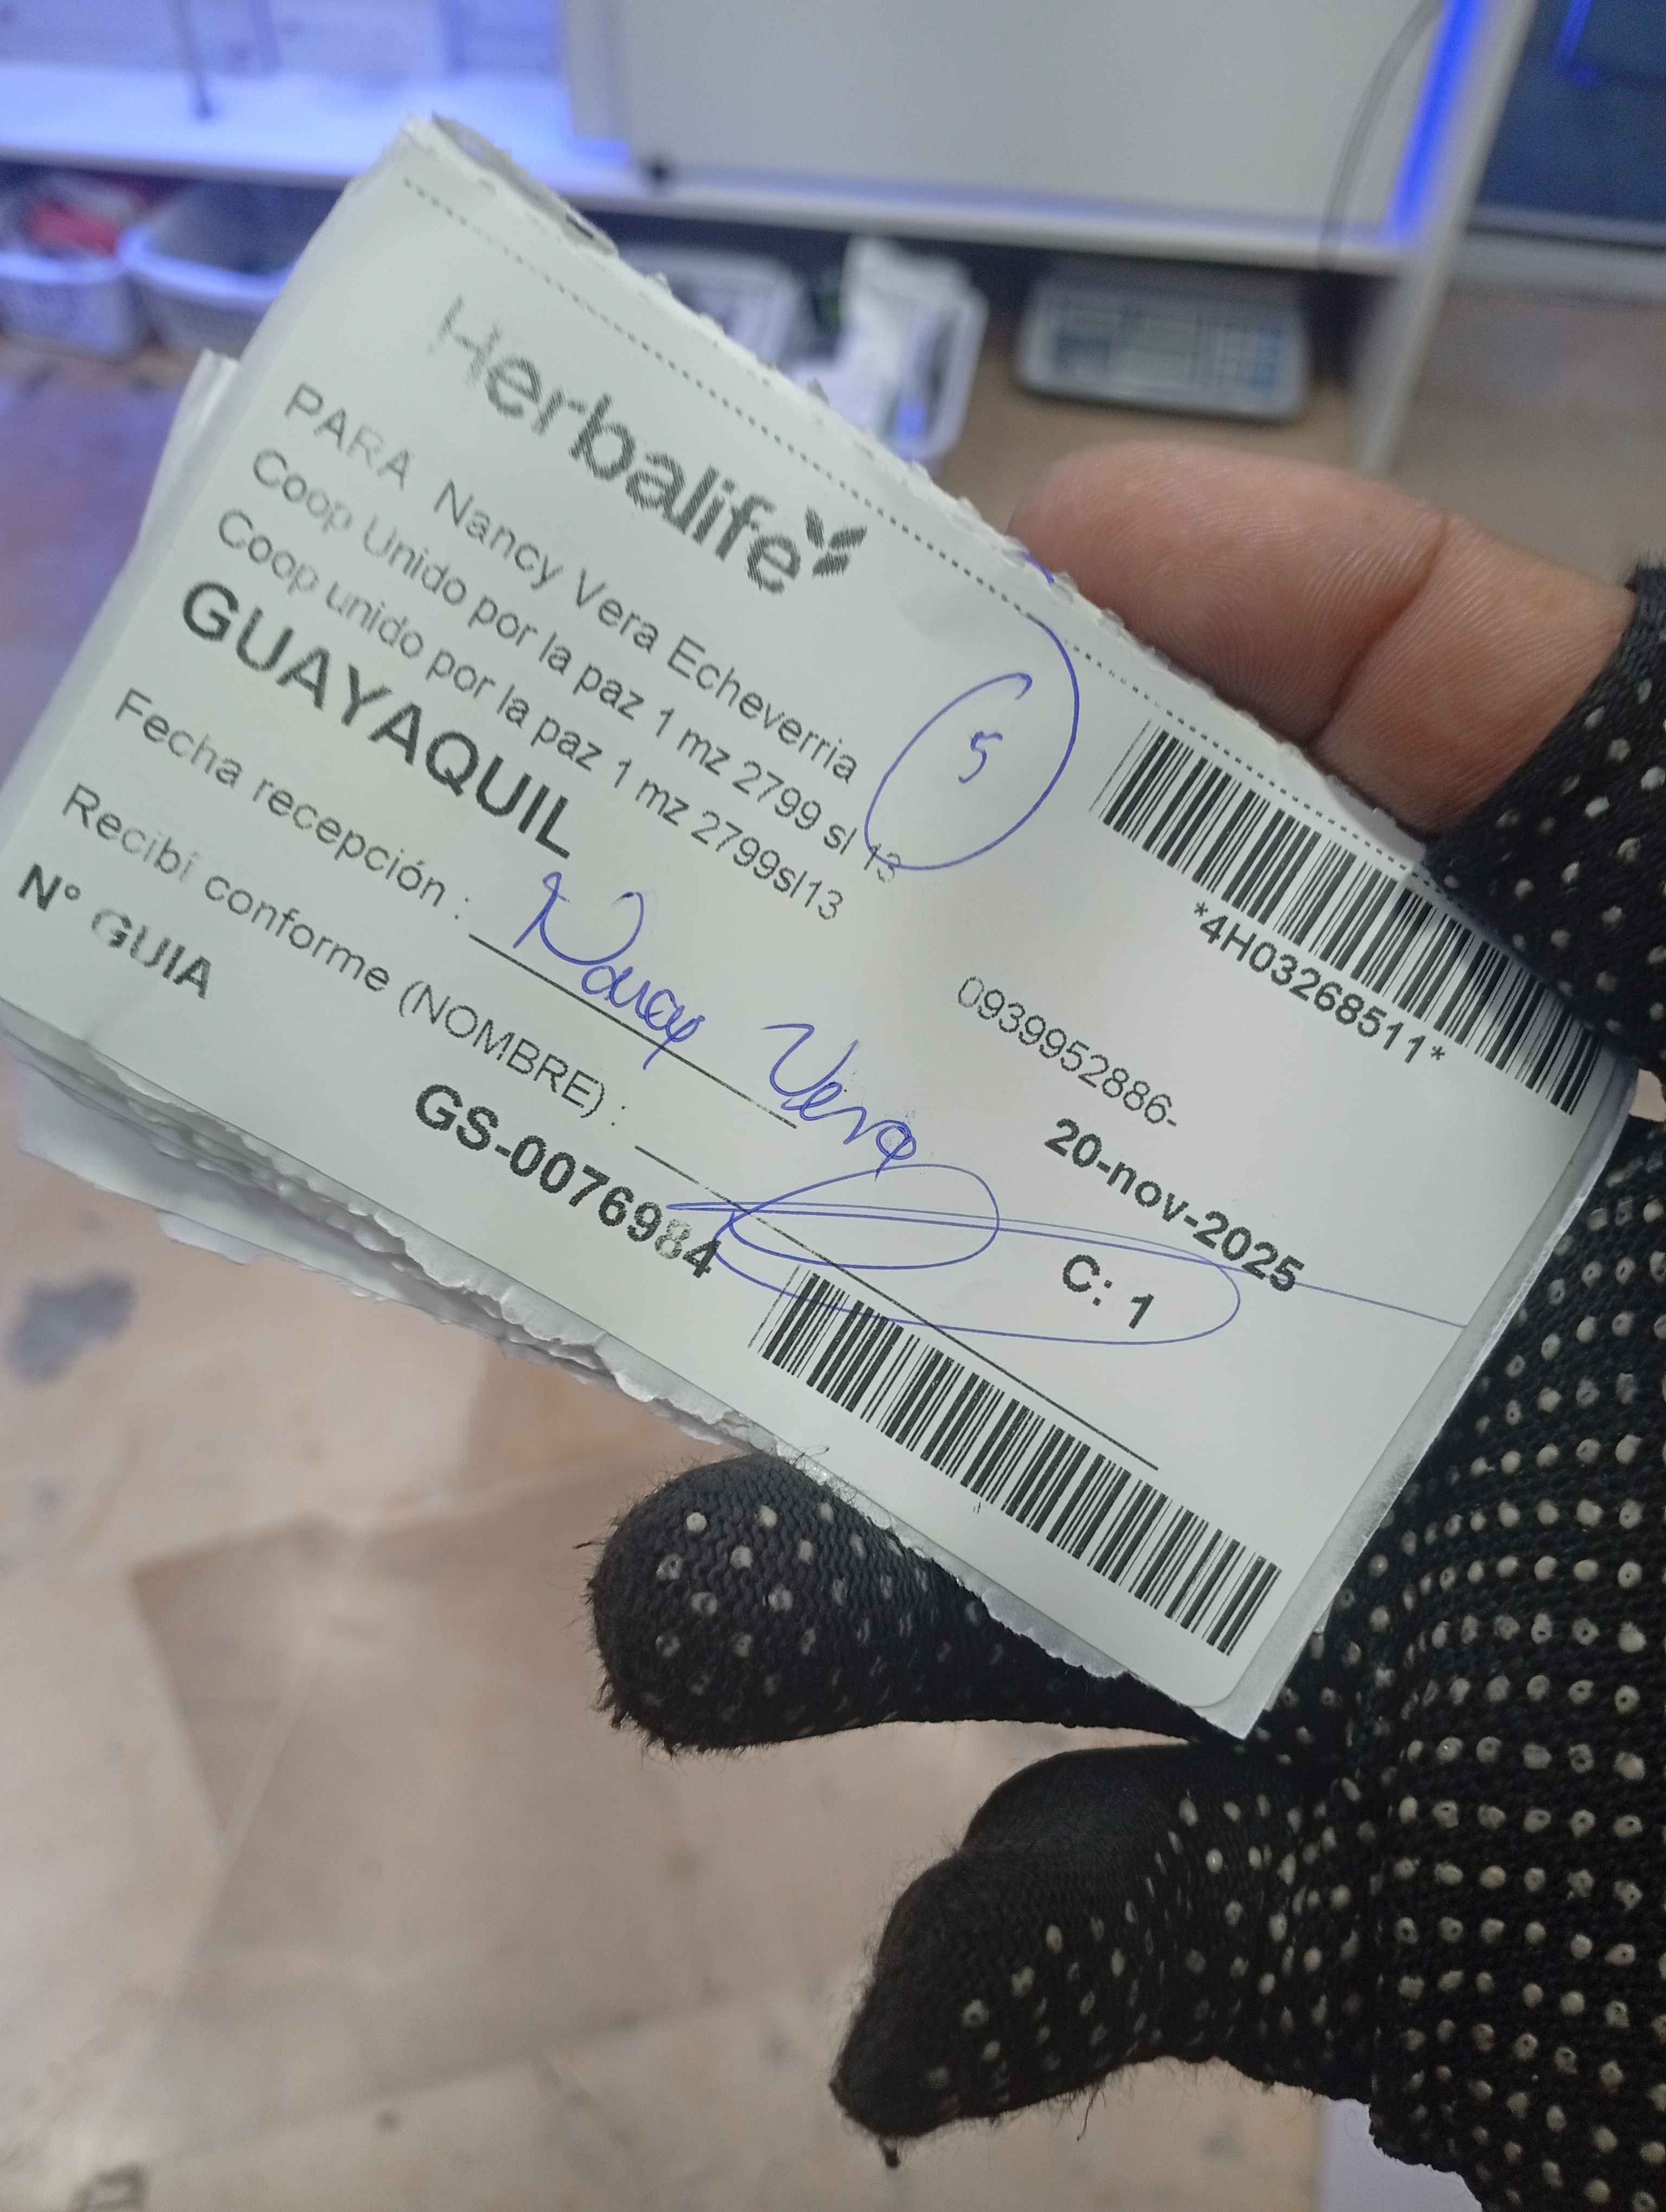 Herbalife
PARA Nancy Vera Echeverria
Coop Unido por la paz 1 mz 2799 sl 13
Coop unido por la paz 1 mz 2799sl13
GUAYAQUIL
5
*4H03268511*
0939952886-
20-nov-2025
Fecha recepción :
Nancy Vera
Recibí conforme (NOMBRE) :
C: 1
N° GUIA
GS-0076984